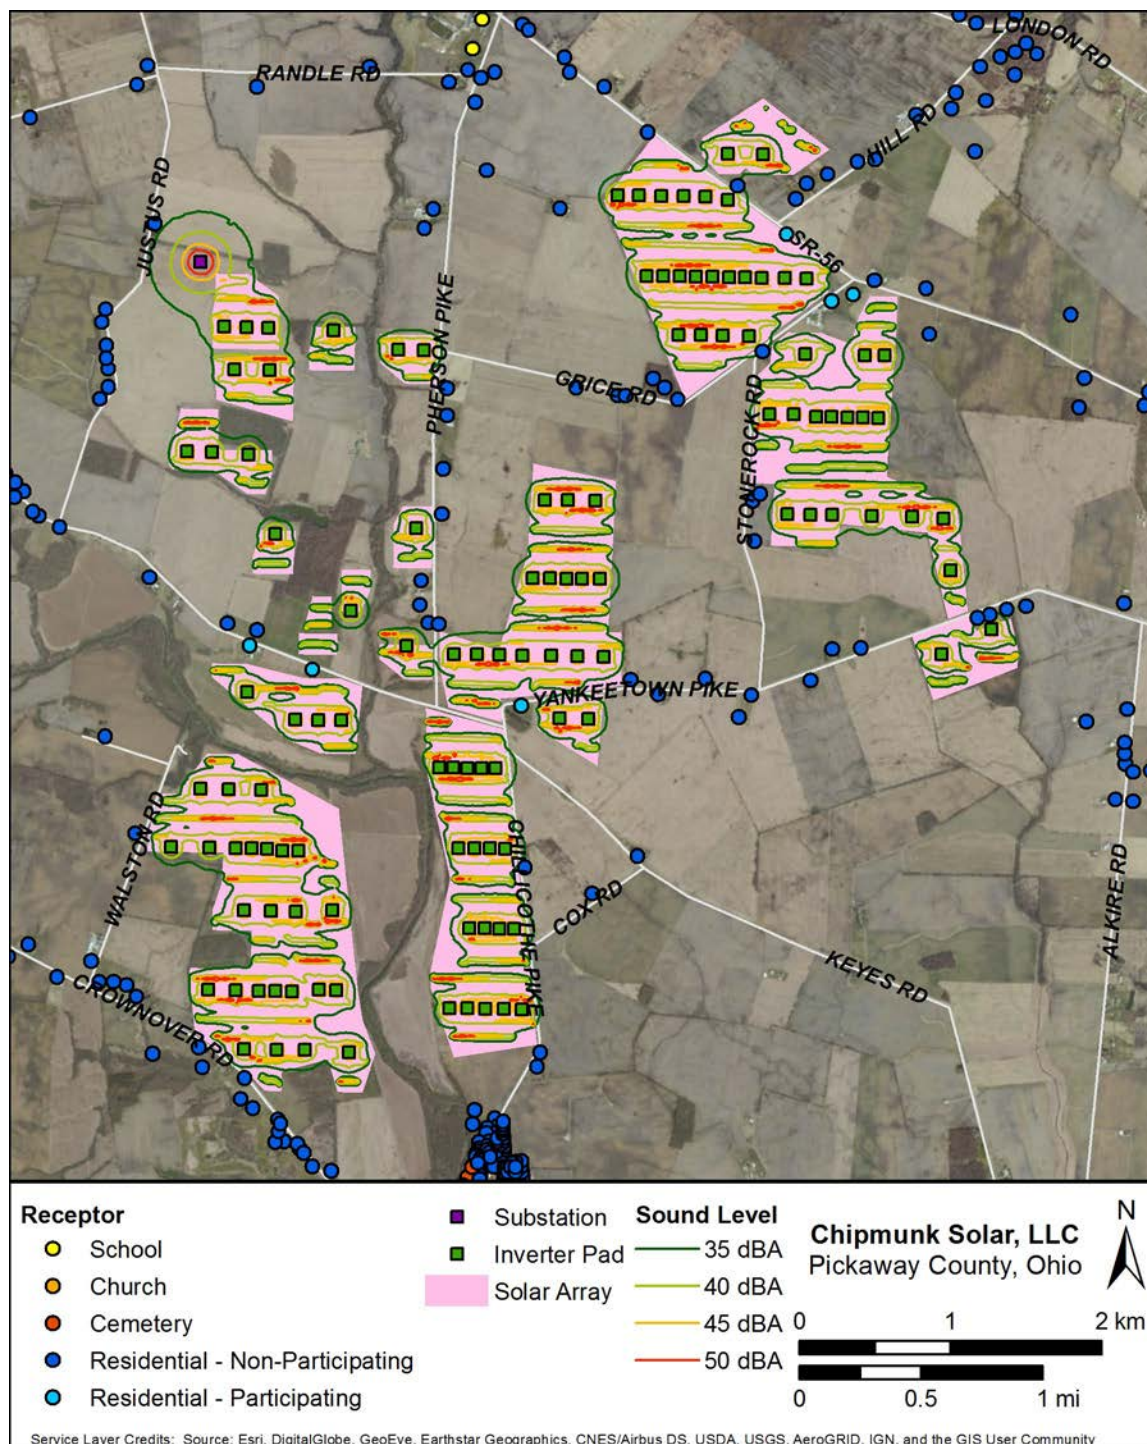 LONDON RD
RANDLE RD
HILL RD
JUSTUS RD
SR-56
PHERSON PIKE
GRICE RD
STONEROCK RD
YANKEETOWN PIKE
WALSTON RD
CHILLICOTHE PIKE
COX RD
ALKIRE RD
KEYES RD
CROWNOVER RD
Receptor
School
Church
Cemetery
Residential - Non-Participating
Residential - Participating
Substation
Inverter Pad
Solar Array
Sound Level
35 dBA
40 dBA
45 dBA
50 dBA
Chipmunk Solar, LLC
Pickaway County, Ohio
N
0 1 2 km
0 0.5 1 mi
Service Layer Credits: Source: Esri, DigitalGlobe, GeoEye, Earthstar Geographics, CNES/Airbus DS, USDA, USGS, AeroGRID, IGN, and the GIS User Community